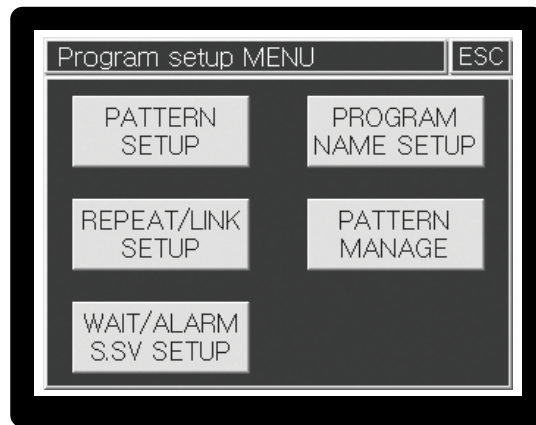 Program setup MENU ESC
PATTERN
SETUP
PROGRAM
NAME SETUP
REPEAT/LINK
SETUP
PATTERN
MANAGE
WAIT/ALARM
S.SV SETUP